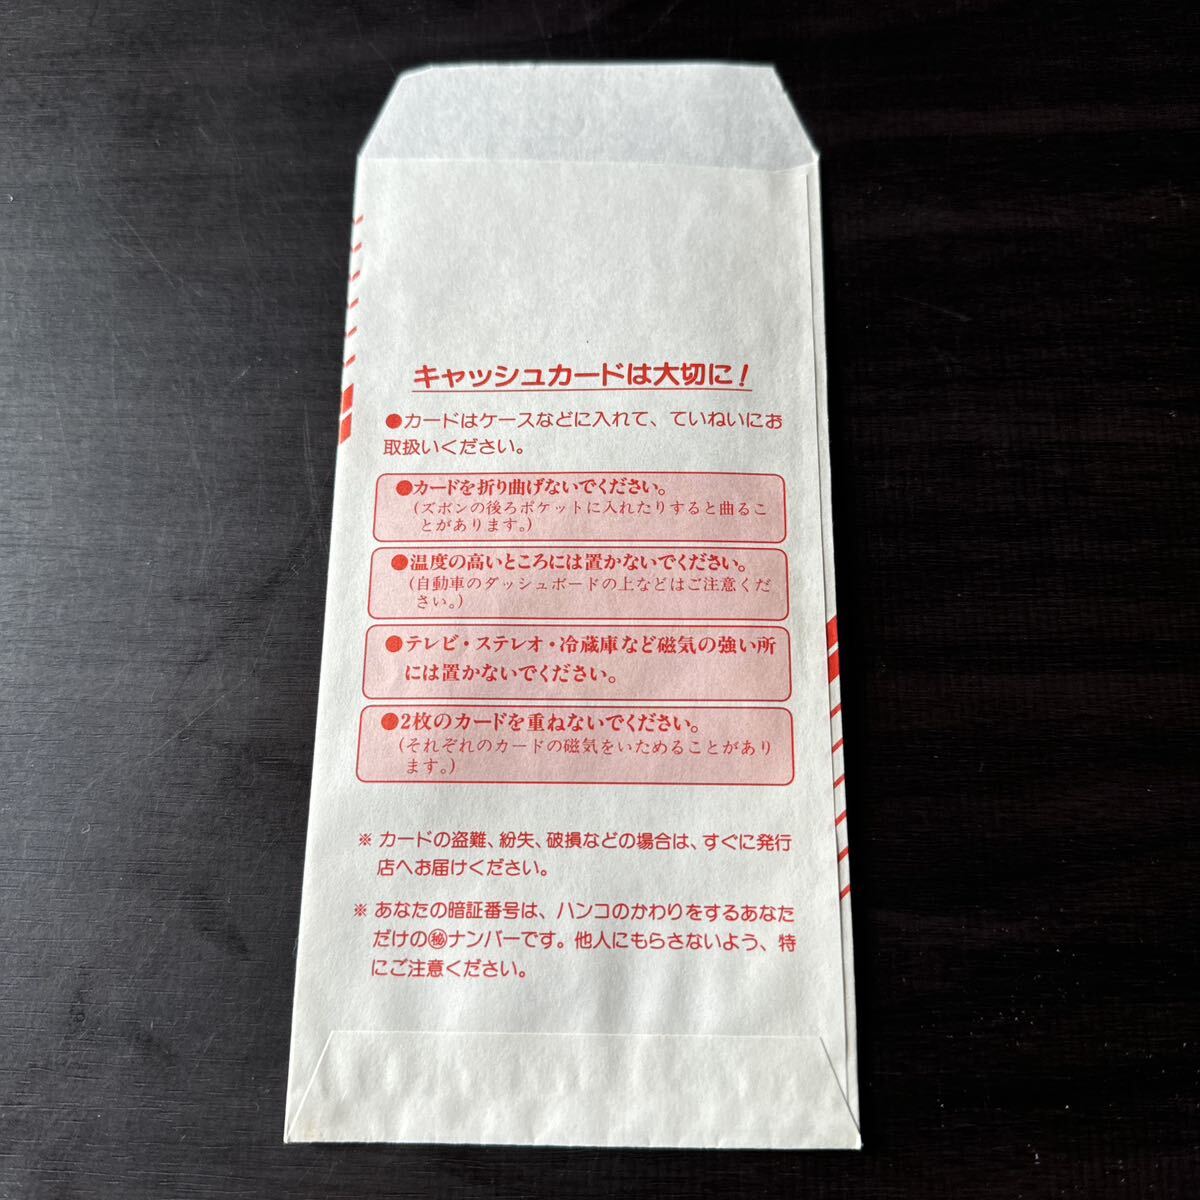 キャッシュカードは大切に！
●カードはケースなどに入れて、ていねいにお
取扱いください。
●カードを折り曲げないでください。
（ズボンの後ろポケットに入れたりすると曲るこ
とがあります。）
●温度の高いところには置かないでください。
（自動車のダッシュボードの上などはご注意くだ
さい。）
●テレビ・ステレオ・冷蔵庫など磁気の強い所
には置かないでください。
●2枚のカードを重ねないでください。
（それぞれのカードの磁気をいためることがあり
ます。）
※ カードの盗難、紛失、破損などの場合は、すぐに発行
店へお届けください。
※ あなたの暗証番号は、ハンコのかわりをするあなた
だけの㊙ナンバーです。他人にもらさないよう、特
にご注意ください。